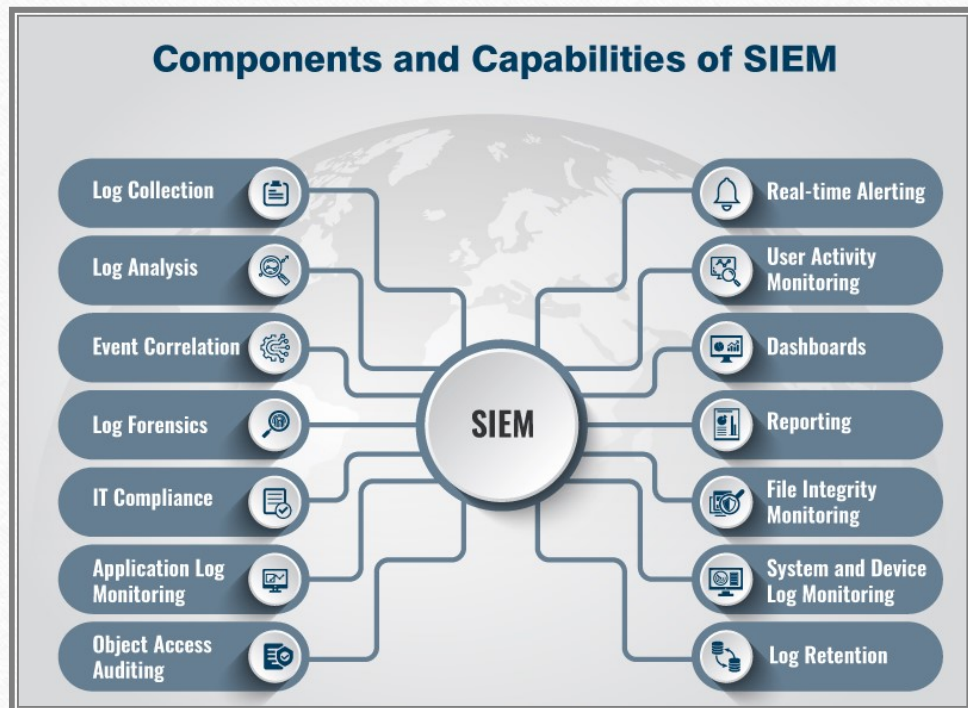 Components and Capabilities of SIEM
Log Collection
Log Analysis
Event Correlation
Log Forensics
IT Compliance
Application Log
Monitoring
Object Access
Auditing
SIEM
Real-time Alerting
User Activity
Monitoring
Dashboards
Reporting
File Integrity
Monitoring
System and Device
Log Monitoring
Log Retention